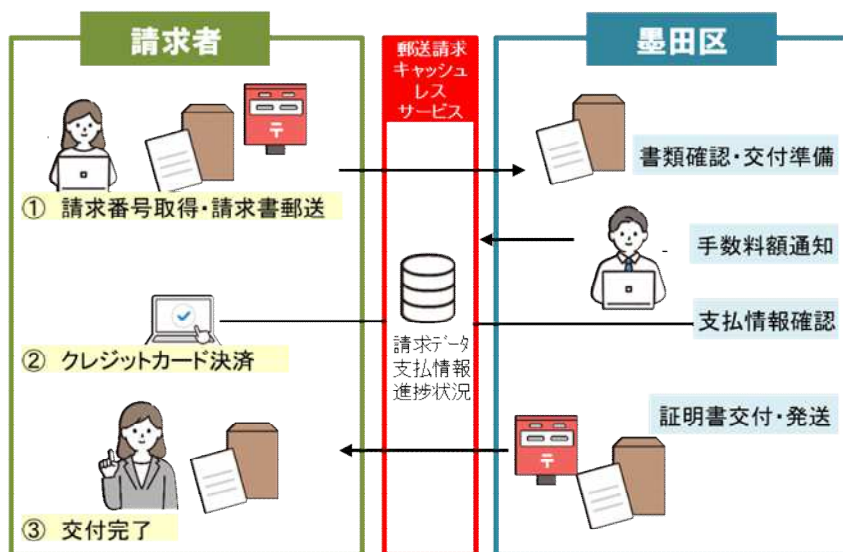 請求者
郵送請求
キャッシュ
レス
サービス
墨田区
① 請求番号取得・請求書郵送
書類確認・交付準備
手数料額通知
② クレジットカード決済
請求データ
支払情報
進捗状況
支払情報確認
証明書交付・発送
③ 交付完了